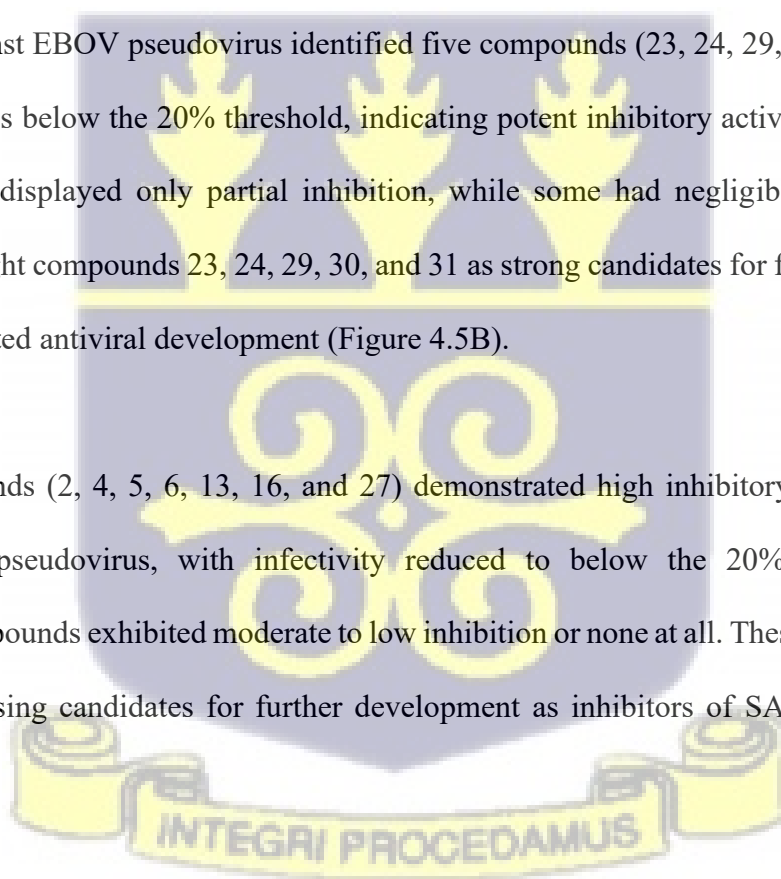 nst EBOV pseudovirus identified five compounds (23, 24, 29,
s below the 20% threshold, indicating potent inhibitory activ
displayed only partial inhibition, while some had negligib
ght compounds 23, 24, 29, 30, and 31 as strong candidates for f
ted antiviral development (Figure 4.5B).
nds (2, 4, 5, 6, 13, 16, and 27) demonstrated high inhibitory
pseudovirus, with infectivity reduced to below the 20%
pounds exhibited moderate to low inhibition or none at all. Thes
sing candidates for further development as inhibitors of SA
INTEGRI PROCEDAMUS